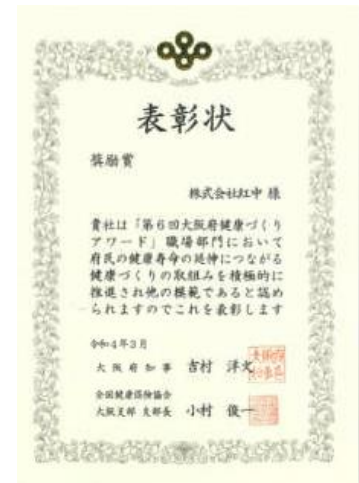 表彰状
奨励賞
株式会社紅中 様
貴社は「第6回大阪府健康づくり
アワード」職場部門において
府民の健康寿命の延伸につながる
健康づくりの取組みを積極的に
推進され他の模範であると認め
られますのでこれを表彰します
令和4年3月
大阪府知事 吉村 洋文
全国健康保険協会
大阪支部 支部長 小村 俊一